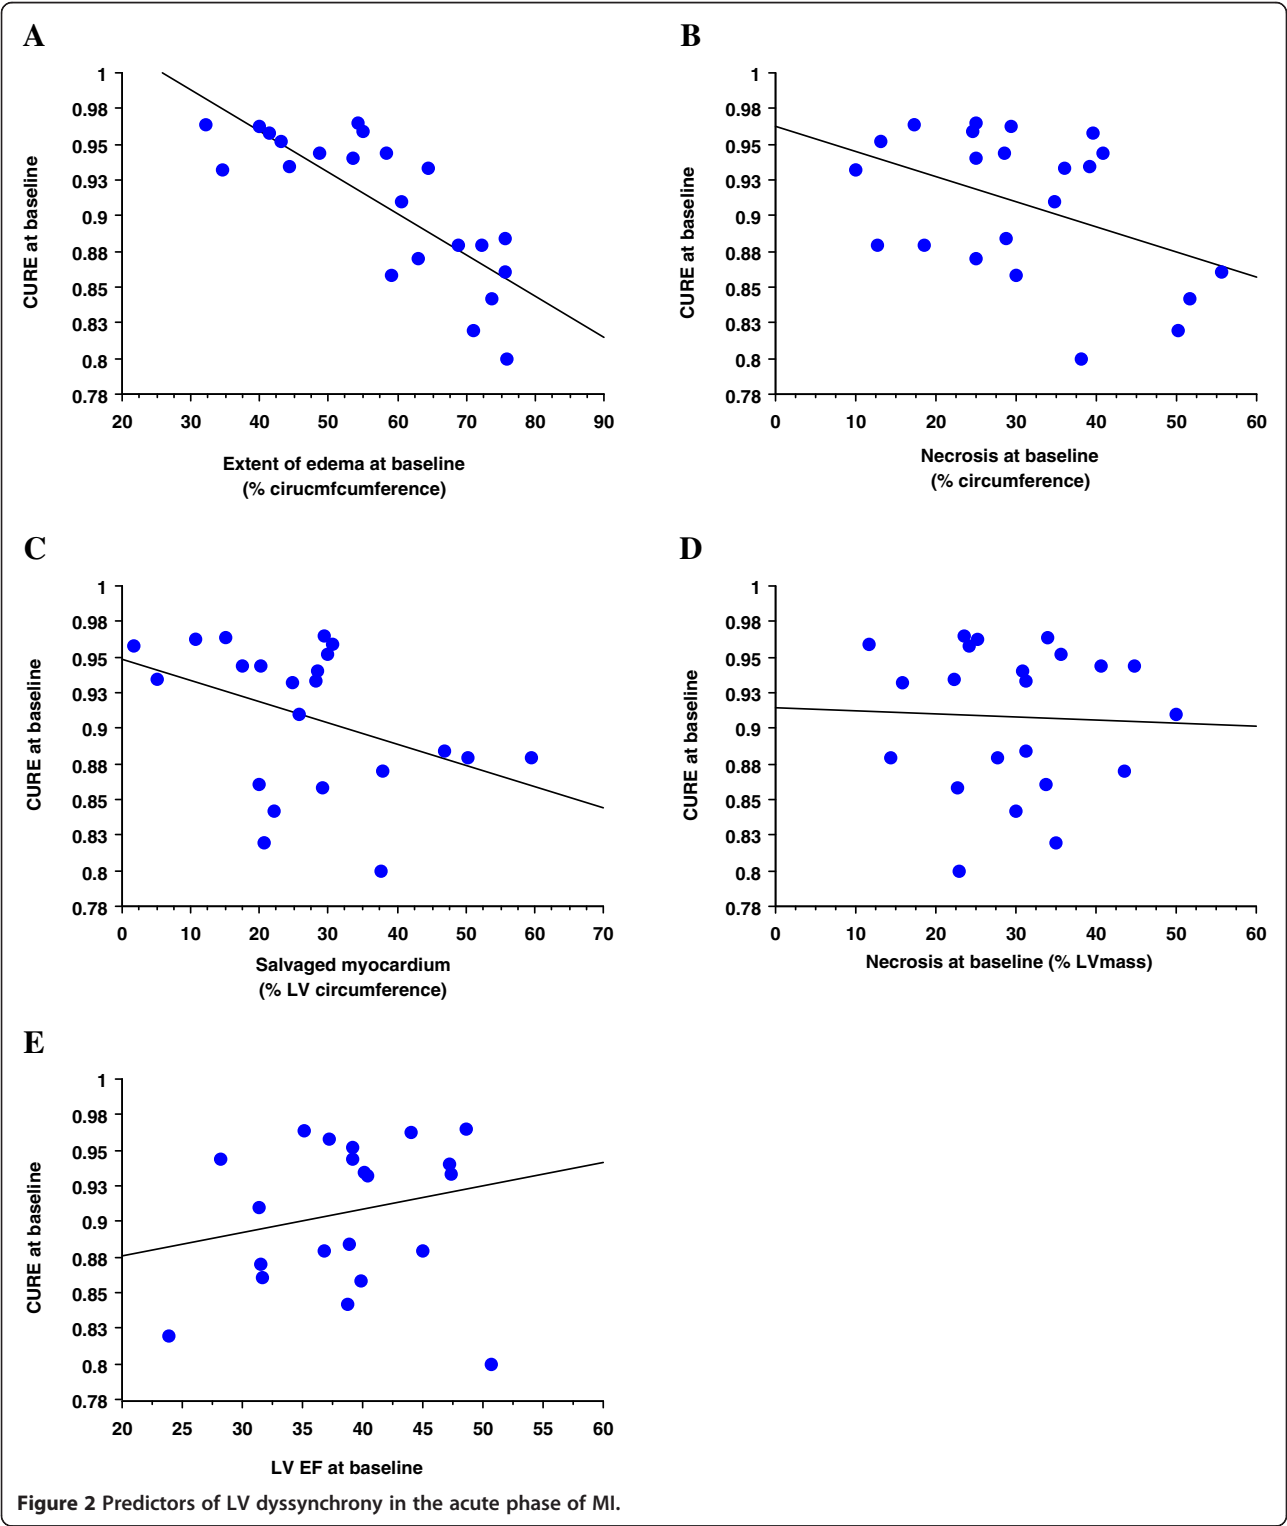 A
1
0.98
0.95
0.93
0.9
0.88
0.85
0.83
0.8
0.78
CURE at baseline
20 30 40 50 60 70 80 90
Extent of edema at baseline
(% cirucmfcumference)
B
1
0.98
0.95
0.93
0.9
0.88
0.85
0.83
0.8
0.78
CURE at baseline
0 10 20 30 40 50 60
Necrosis at baseline
(% circumference)
C
1
0.98
0.95
0.93
0.9
0.88
0.85
0.83
0.8
0.78
CURE at baseline
0 10 20 30 40 50 60 70
Salvaged myocardium
(% LV circumference)
D
1
0.98
0.95
0.93
0.9
0.88
0.85
0.83
0.8
0.78
CURE at baseline
0 10 20 30 40 50 60
Necrosis at baseline (% LVmass)
E
1
0.98
0.95
0.93
0.9
0.88
0.85
0.83
0.8
0.78
CURE at baseline
20 25 30 35 40 45 50 55 60
LV EF at baseline
Figure 2 Predictors of LV dyssynchrony in the acute phase of MI.